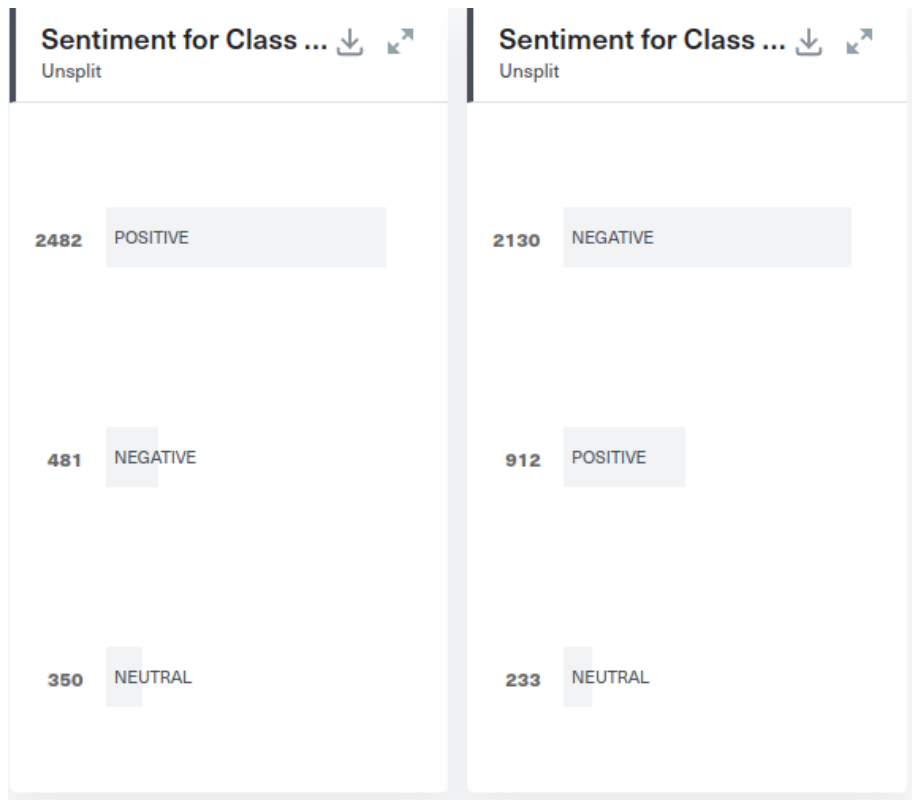 Sentiment for Class ...
Unsplit
2482 POSITIVE
481 NEGATIVE
350 NEUTRAL
Sentiment for Class ...
Unsplit
2130 NEGATIVE
912 POSITIVE
233 NEUTRAL